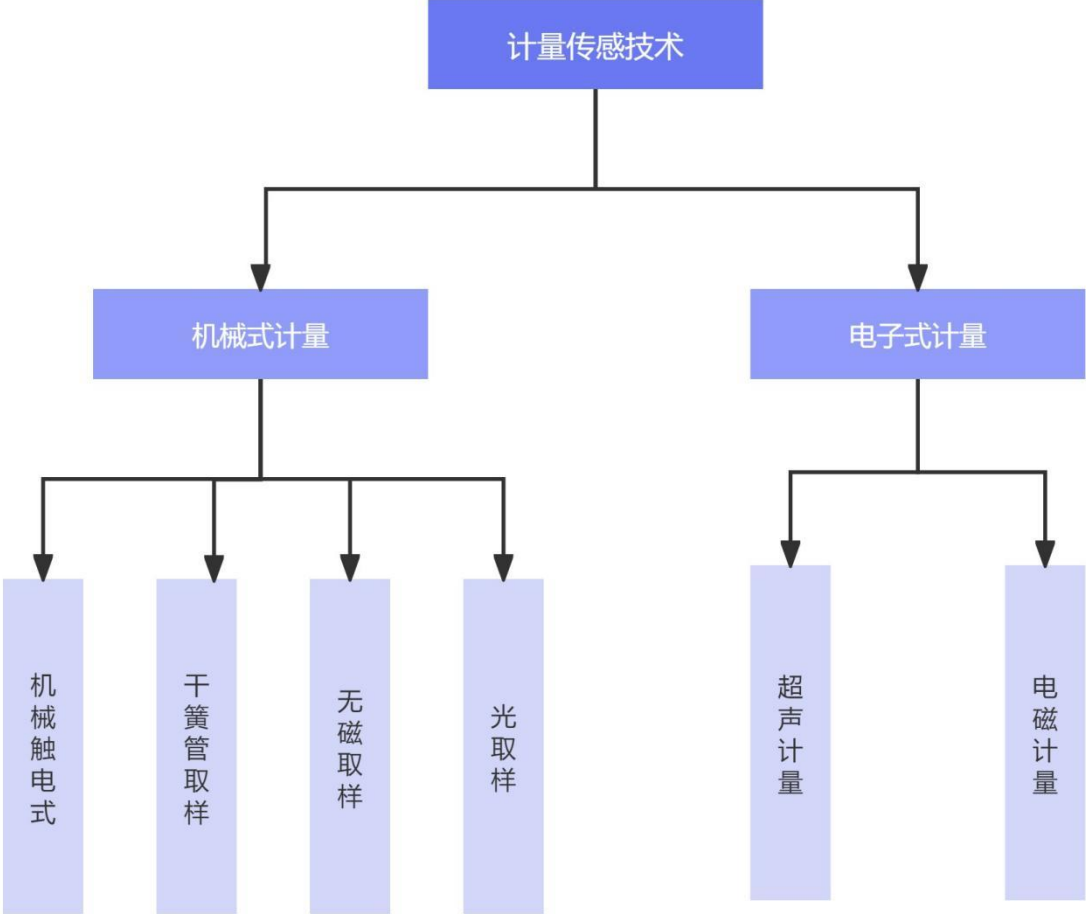 计量传感技术
机械式计量
电子式计量
机械触电式
干簧管取样
无磁取样
光取样
超声计量
电磁计量